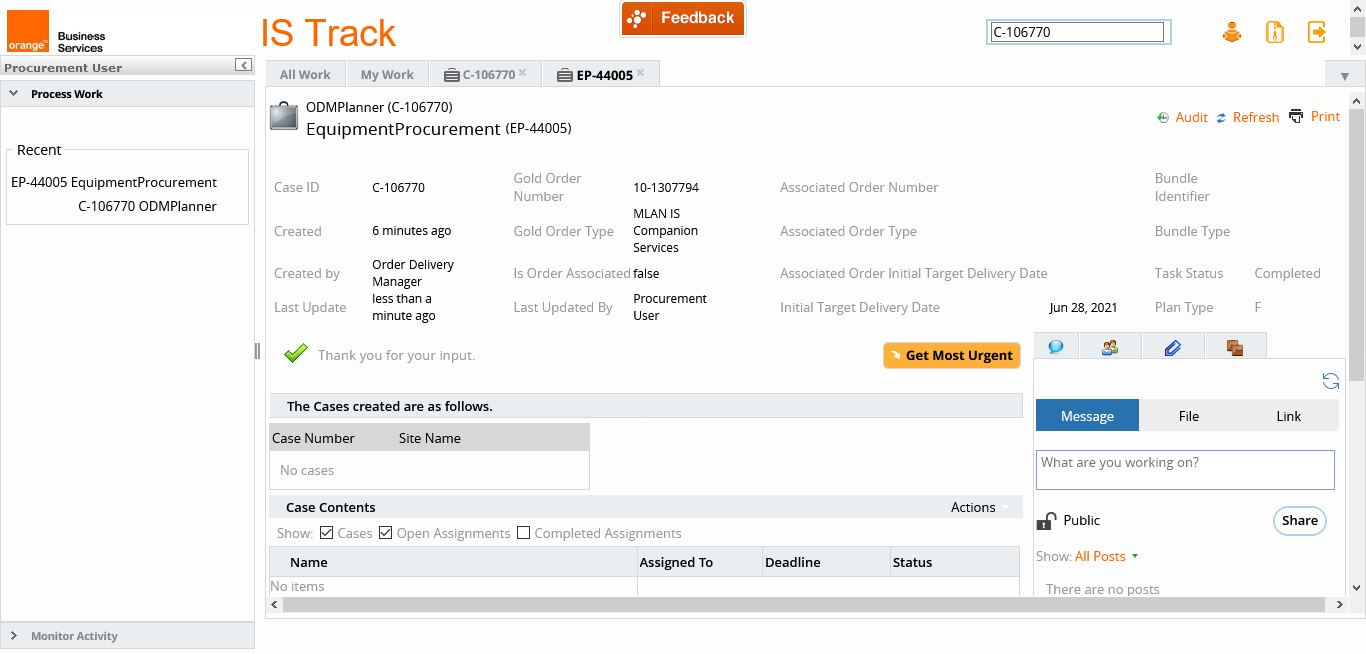 orange™
Business
Services
IS Track
Feedback
C-106770
Procurement User
Process Work
Recent
EP-44005 EquipmentProcurement
C-106770 ODMPlanner
Monitor Activity
All Work
My Work
C-106770
EP-44005
ODMPlanner (C-106770)
EquipmentProcurement (EP-44005)
Audit
Refresh
Print
Case ID
C-106770
Gold Order
Number
10-1307794
Associated Order Number
Bundle
Identifier
Created
6 minutes ago
Gold Order Type
MLAN IS
Companion
Services
Associated Order Type
Bundle Type
Created by
Order Delivery
Manager
Is Order Associated
false
Associated Order Initial Target Delivery Date
Task Status
Completed
Last Update
less than a
minute ago
Last Updated By
Procurement
User
Initial Target Delivery Date
Jun 28, 2021
Plan Type
F
Thank you for your input.
Get Most Urgent
The Cases created are as follows.
Case Number
Site Name
No cases
Case Contents
Actions
Show: Cases Open Assignments Completed Assignments
Name
Assigned To
Deadline
Status
No items
Message
File
Link
What are you working on?
Public
Share
Show: All Posts
There are no posts